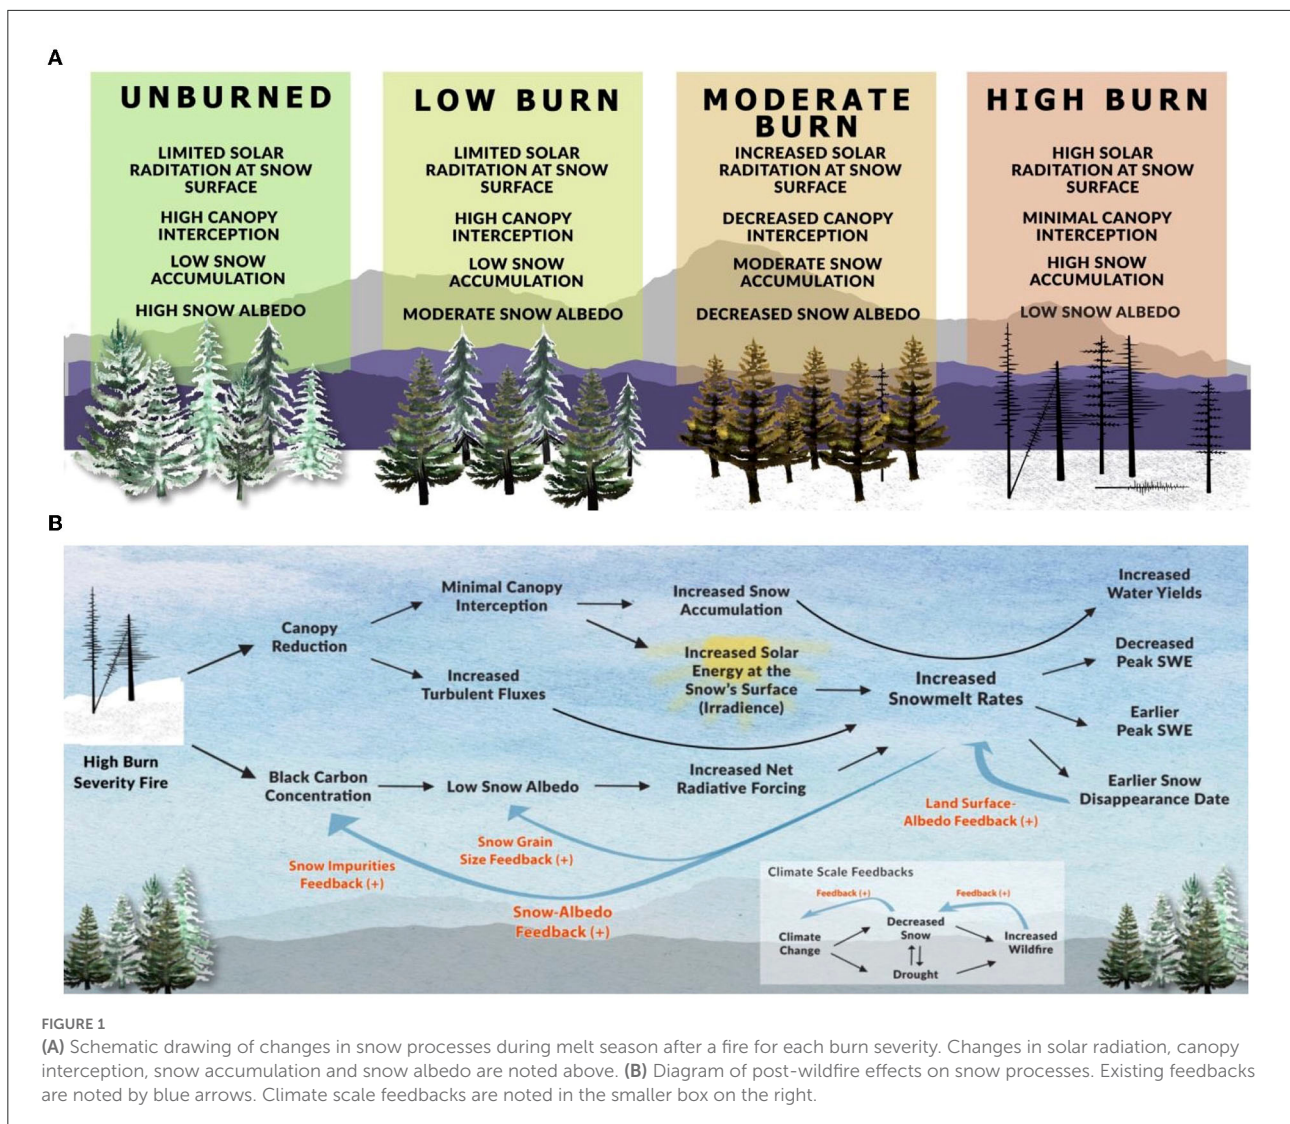 A
UNBURNED
LIMITED SOLAR
RADITATION AT SNOW
SURFACE
HIGH CANOPY
INTERCEPTION
LOW SNOW
ACCUMULATION
HIGH SNOW ALBEDO
LOW BURN
LIMITED SOLAR
RADITATION AT SNOW
SURFACE
HIGH CANOPY
INTERCEPTION
LOW SNOW
ACCUMULATION
MODERATE SNOW ALBEDO
MODERATE
BURN
INCREASED SOLAR
RADITATION AT SNOW
SURFACE
DECREASED CANOPY
INTERCEPTION
MODERATE SNOW
ACCUMULATION
DECREASED SNOW ALBEDO
HIGH BURN
HIGH SOLAR
RADITATION AT SNOW
SURFACE
MINIMAL CANOPY
INTERCEPTION
HIGH SNOW
ACCUMULATION
LOW SNOW ALBEDO
B
High Burn
Severity Fire
Canopy
Reduction
Black Carbon
Concentration
Minimal Canopy
Interception
Increased
Turbulent Fluxes
Low Snow Albedo
Increased Snow
Accumulation
Increased Solar
Energy at the
Snow's Surface
(Irradience)
Increased Net
Radiative Forcing
Increased
Snowmelt Rates
Increased
Water Yields
Decreased
Peak SWE
Earlier
Peak SWE
Earlier Snow
Disappearance Date
Land Surface-
Albedo Feedback (+)
Snow Grain
Size Feedback (+)
Snow Impurities
Feedback (+)
Snow-Albedo
Feedback (+)
Climate Scale Feedbacks
Feedback (+)
Feedback (+)
Climate
Change
Decreased
Snow
Drought
Increased
Wildfire
FIGURE 1
(A) Schematic drawing of changes in snow processes during melt season after a fire for each burn severity. Changes in solar radiation, canopy
interception, snow accumulation and snow albedo are noted above. (B) Diagram of post-wildfire effects on snow processes. Existing feedbacks
are noted by blue arrows. Climate scale feedbacks are noted in the smaller box on the right.